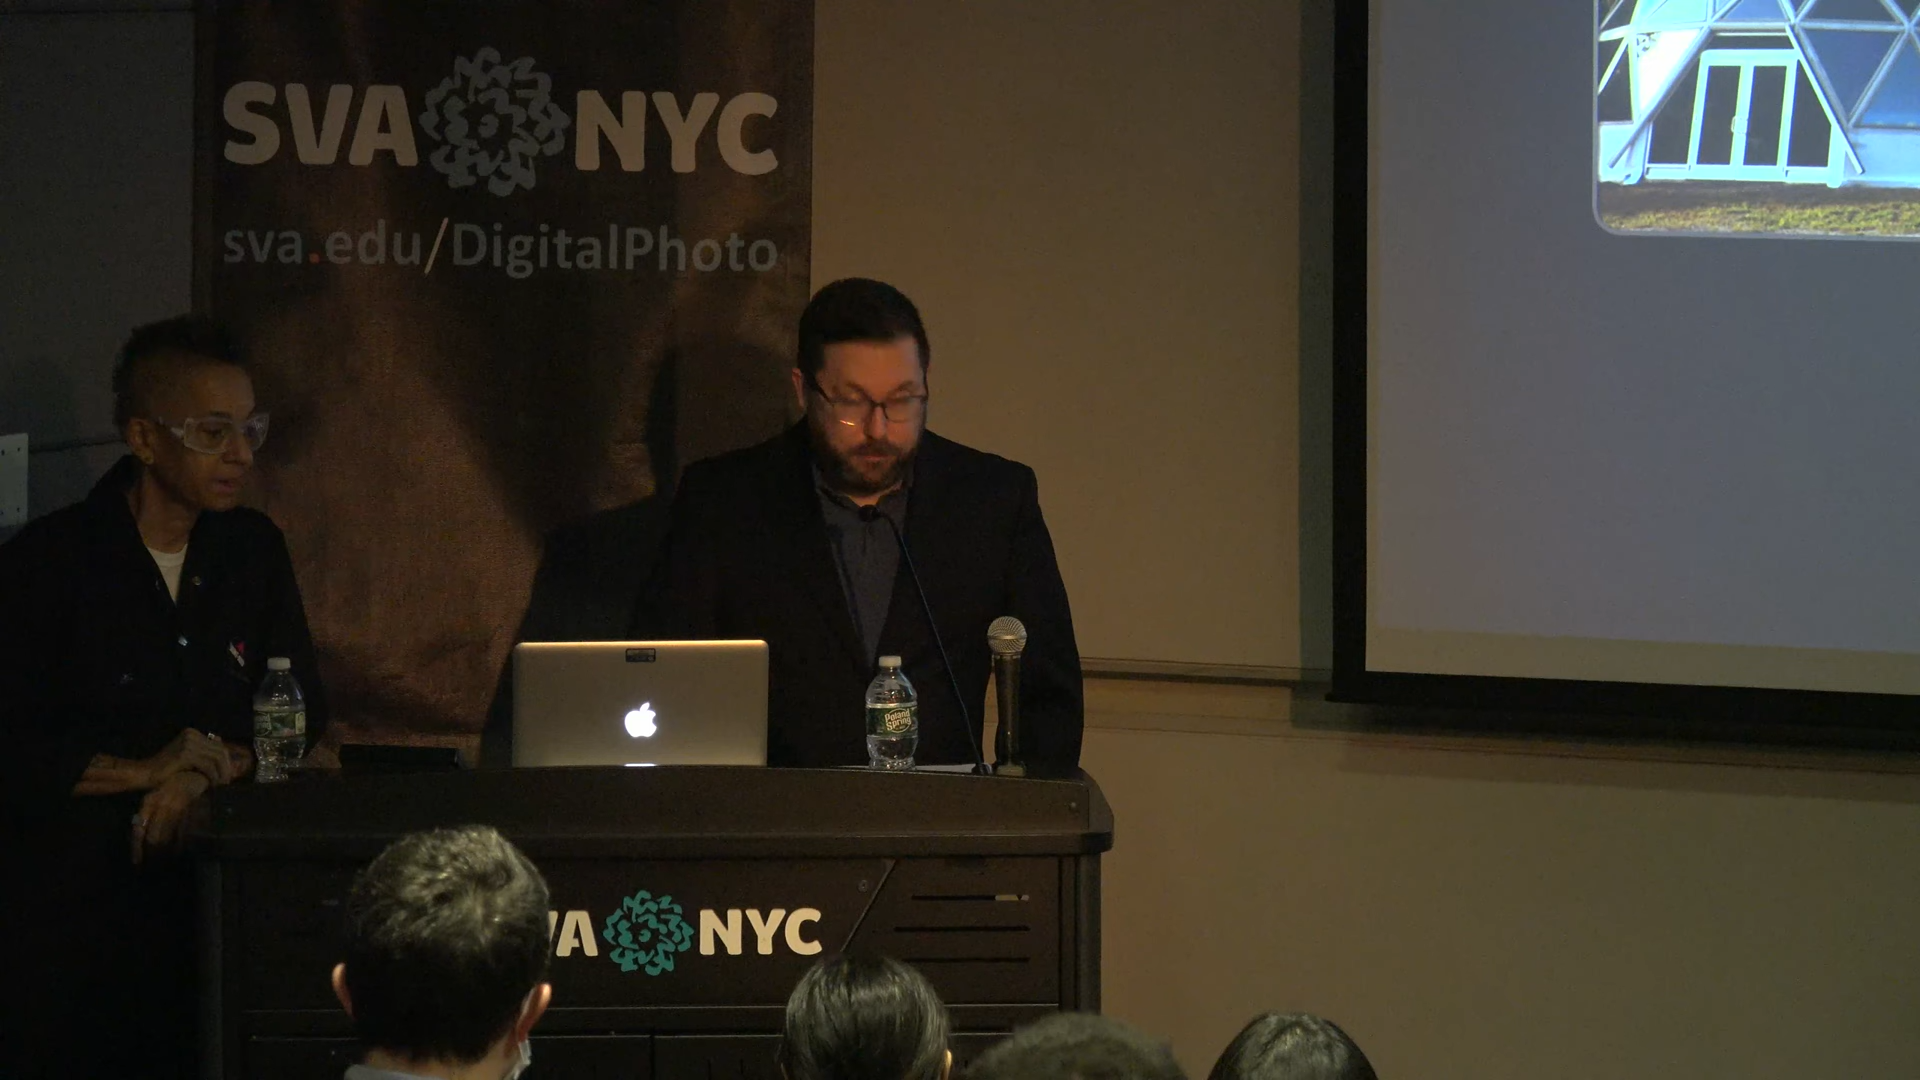 SVA NYC
sva.edu/DigitalPhoto
Poland
Spring
VA NYC